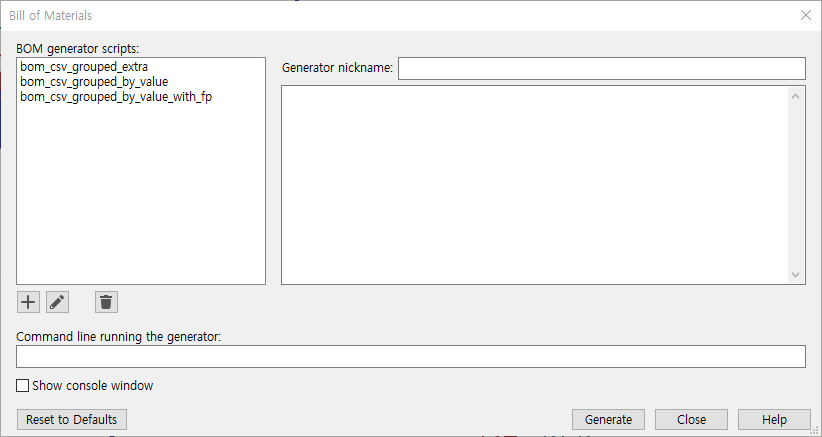 Bill of Materials
BOM generator scripts:
bom_csv_grouped_extra
bom_csv_grouped_by_value
bom_csv_grouped_by_value_with_fp
Generator nickname:
Command line running the generator:
Show console window
Reset to Defaults
Generate
Close
Help